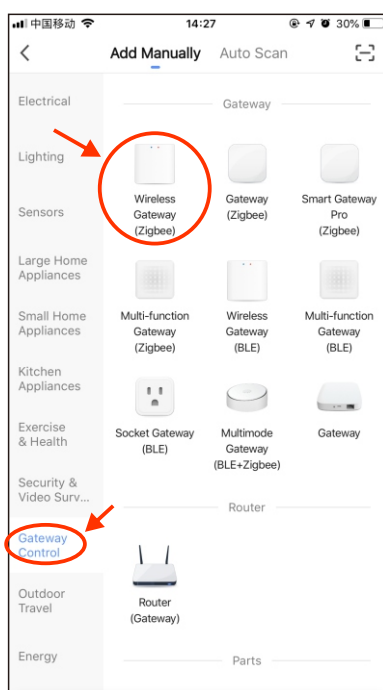 中国移动 14:27 30%
Add Manually Auto Scan
Electrical
Lighting
Sensors
Large Home
Appliances
Small Home
Appliances
Kitchen
Appliances
Exercise
& Health
Security &
Video Surv...
Gateway
Control
Outdoor
Travel
Energy
Gateway
Wireless
Gateway
(Zigbee)
Gateway
(Zigbee)
Smart Gateway
Pro
(Zigbee)
Multi-function
Gateway
(Zigbee)
Wireless
Gateway
(BLE)
Multi-function
Gateway
(BLE)
Socket Gateway
(BLE)
Multimode
Gateway
(BLE+Zigbee)
Gateway
Router
Router
(Gateway)
Parts